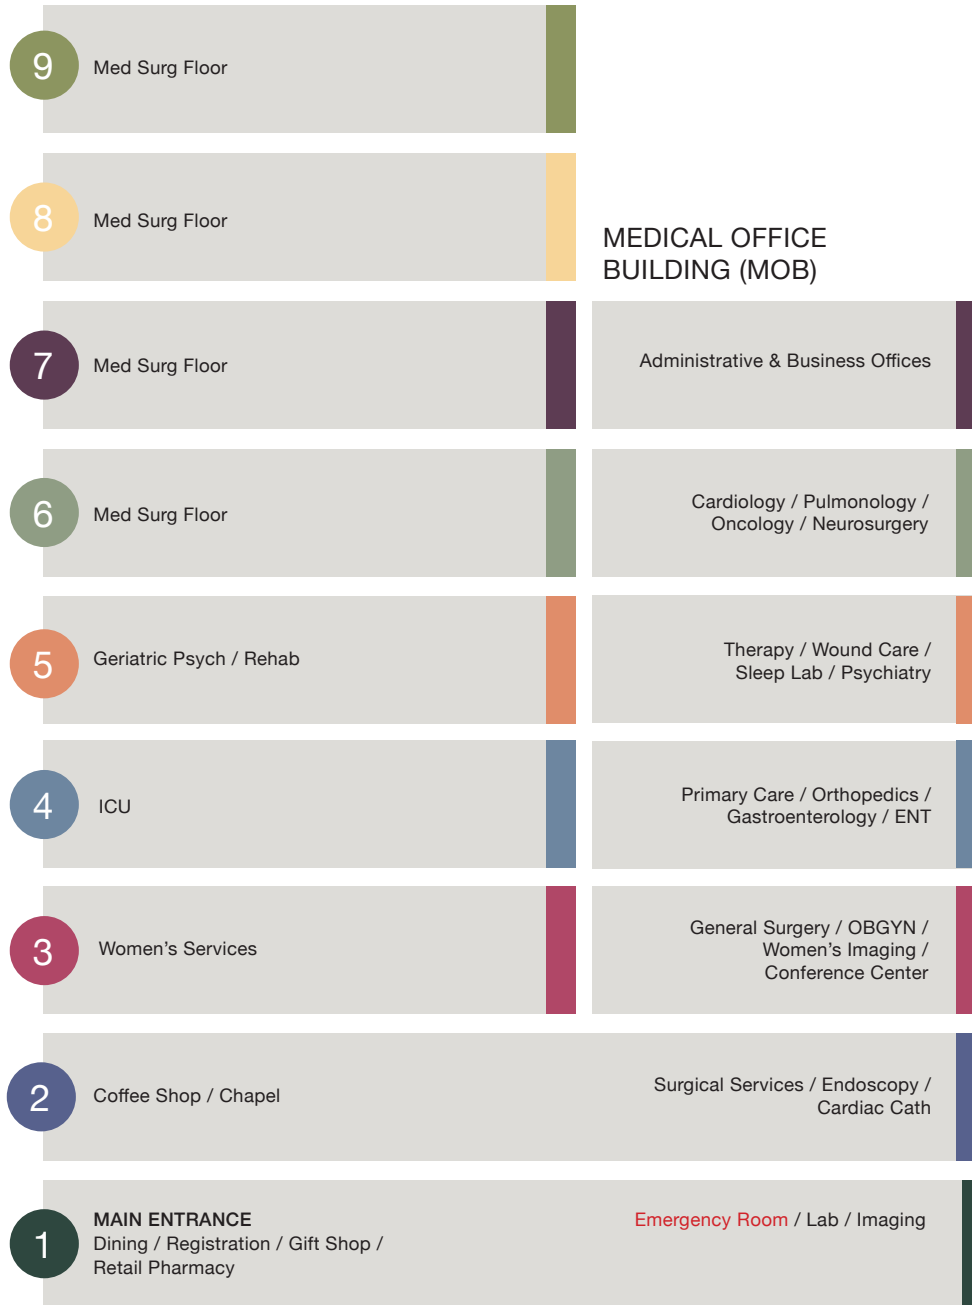 9
Med Surg Floor
8
Med Surg Floor
MEDICAL OFFICE
BUILDING (MOB)
7
Med Surg Floor
Administrative & Business Offices
6
Med Surg Floor
Cardiology / Pulmonology /
Oncology / Neurosurgery
5
Geriatric Psych / Rehab
Therapy / Wound Care /
Sleep Lab / Psychiatry
4
ICU
Primary Care / Orthopedics /
Gastroenterology / ENT
3
Women's Services
General Surgery / OBGYN /
Women's Imaging /
Conference Center
2
Coffee Shop / Chapel
Surgical Services / Endoscopy /
Cardiac Cath
1
MAIN ENTRANCE
Dining / Registration / Gift Shop /
Retail Pharmacy
Emergency Room / Lab / Imaging